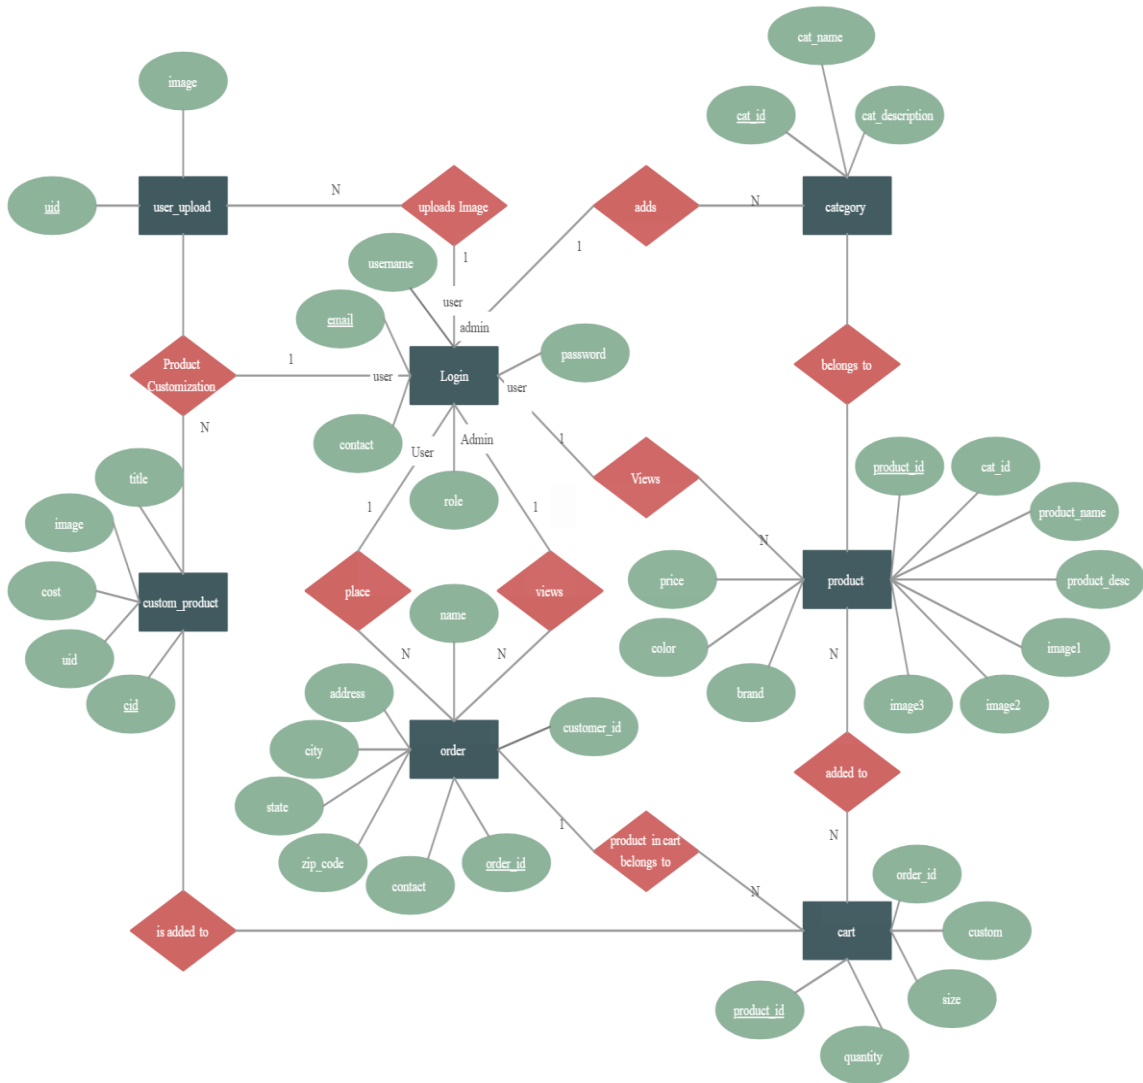 cat_name
image
cat_id
cat_description
uid
user_upload
N
uploads Image
adds
N
category
1
1
username
user
email
admin
password
Product
Customization
1
user
Login
user
belongs to
contact
User
Admin
1
N
title
role
Views
product_id
cat_id
image
1
1
product_name
N
cost
custom_product
place
views
price
product
product_desc
name
uid
color
N
N
N
image1
cid
address
brand
image3
image2
customer_id
city
order
added to
state
1
product in cart
belongs to
N
zip_code
contact
order_id
order_id
N
is added to
cart
custom
size
product_id
quantity